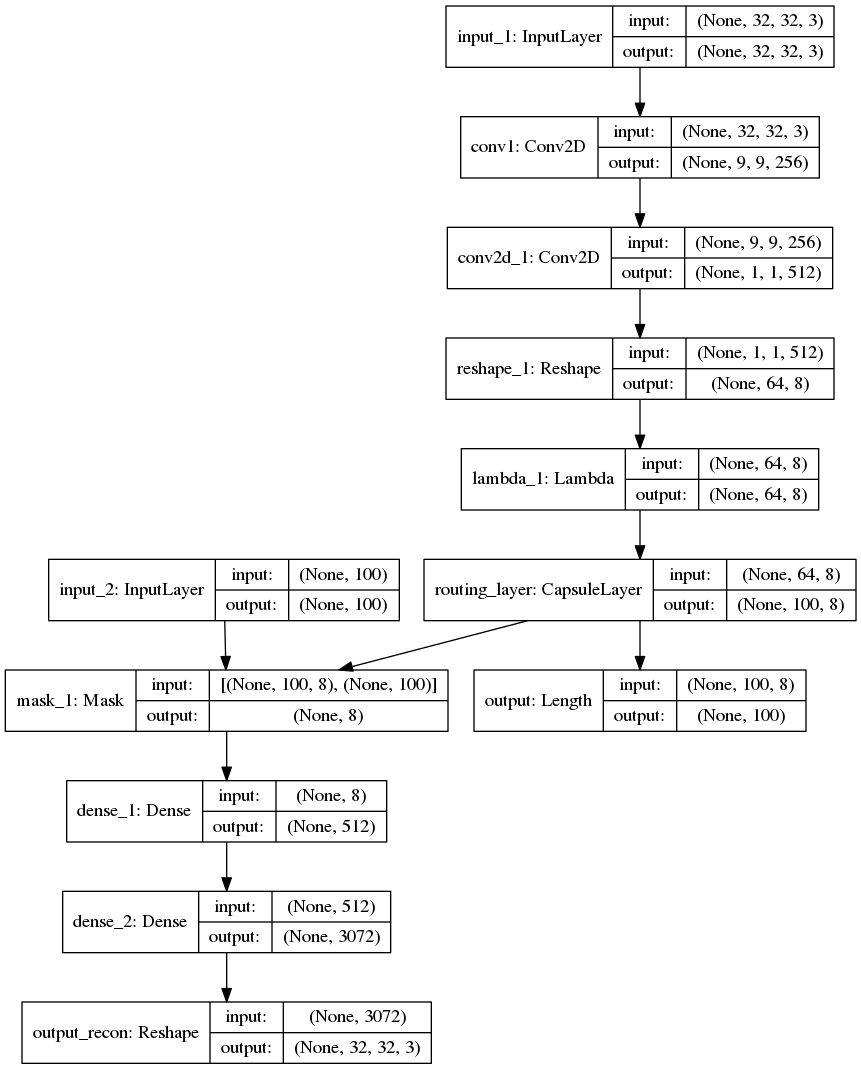 input_1: InputLayer
input: (None, 32, 32, 3)
output: (None, 32, 32, 3)
conv1: Conv2D
input: (None, 32, 32, 3)
output: (None, 9, 9, 256)
conv2d_1: Conv2D
input: (None, 9, 9, 256)
output: (None, 1, 1, 512)
reshape_1: Reshape
input: (None, 1, 1, 512)
output: (None, 64, 8)
lambda_1: Lambda
input: (None, 64, 8)
output: (None, 64, 8)
input_2: InputLayer
input: (None, 100)
output: (None, 100)
routing_layer: CapsuleLayer
input: (None, 64, 8)
output: (None, 100, 8)
mask_1: Mask
input: [(None, 100, 8), (None, 100)]
output: (None, 8)
output: Length
input: (None, 100, 8)
output: (None, 100)
dense_1: Dense
input: (None, 8)
output: (None, 512)
dense_2: Dense
input: (None, 512)
output: (None, 3072)
output_recon: Reshape
input: (None, 3072)
output: (None, 32, 32, 3)